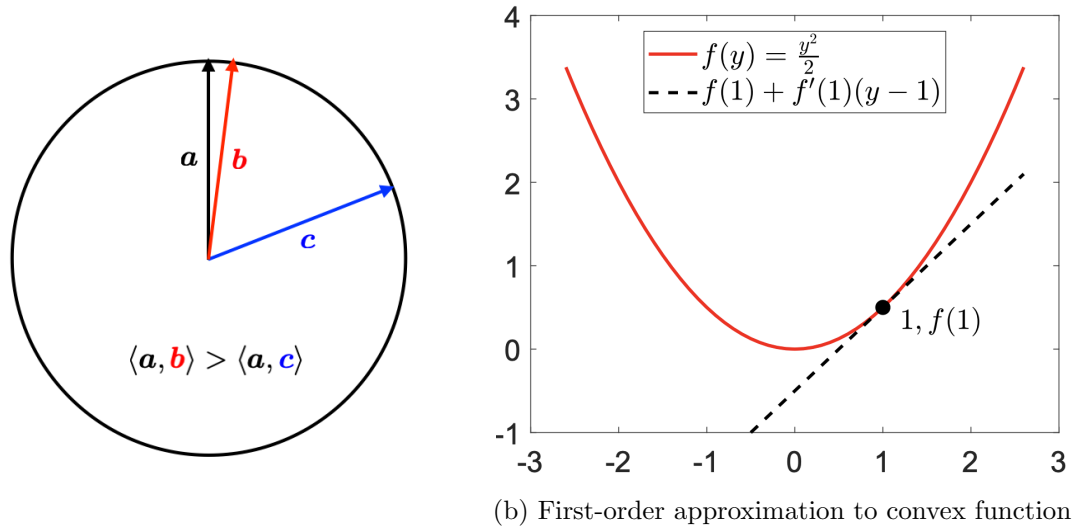 a
b
c
⟨a, b⟩ > ⟨a, c⟩
4
3
2
1
0
-1
-3
-2
-1
0
1
2
3
f(y) = y²/2
f(1) + f′(1)(y − 1)
1, f(1)
(b) First-order approximation to convex function